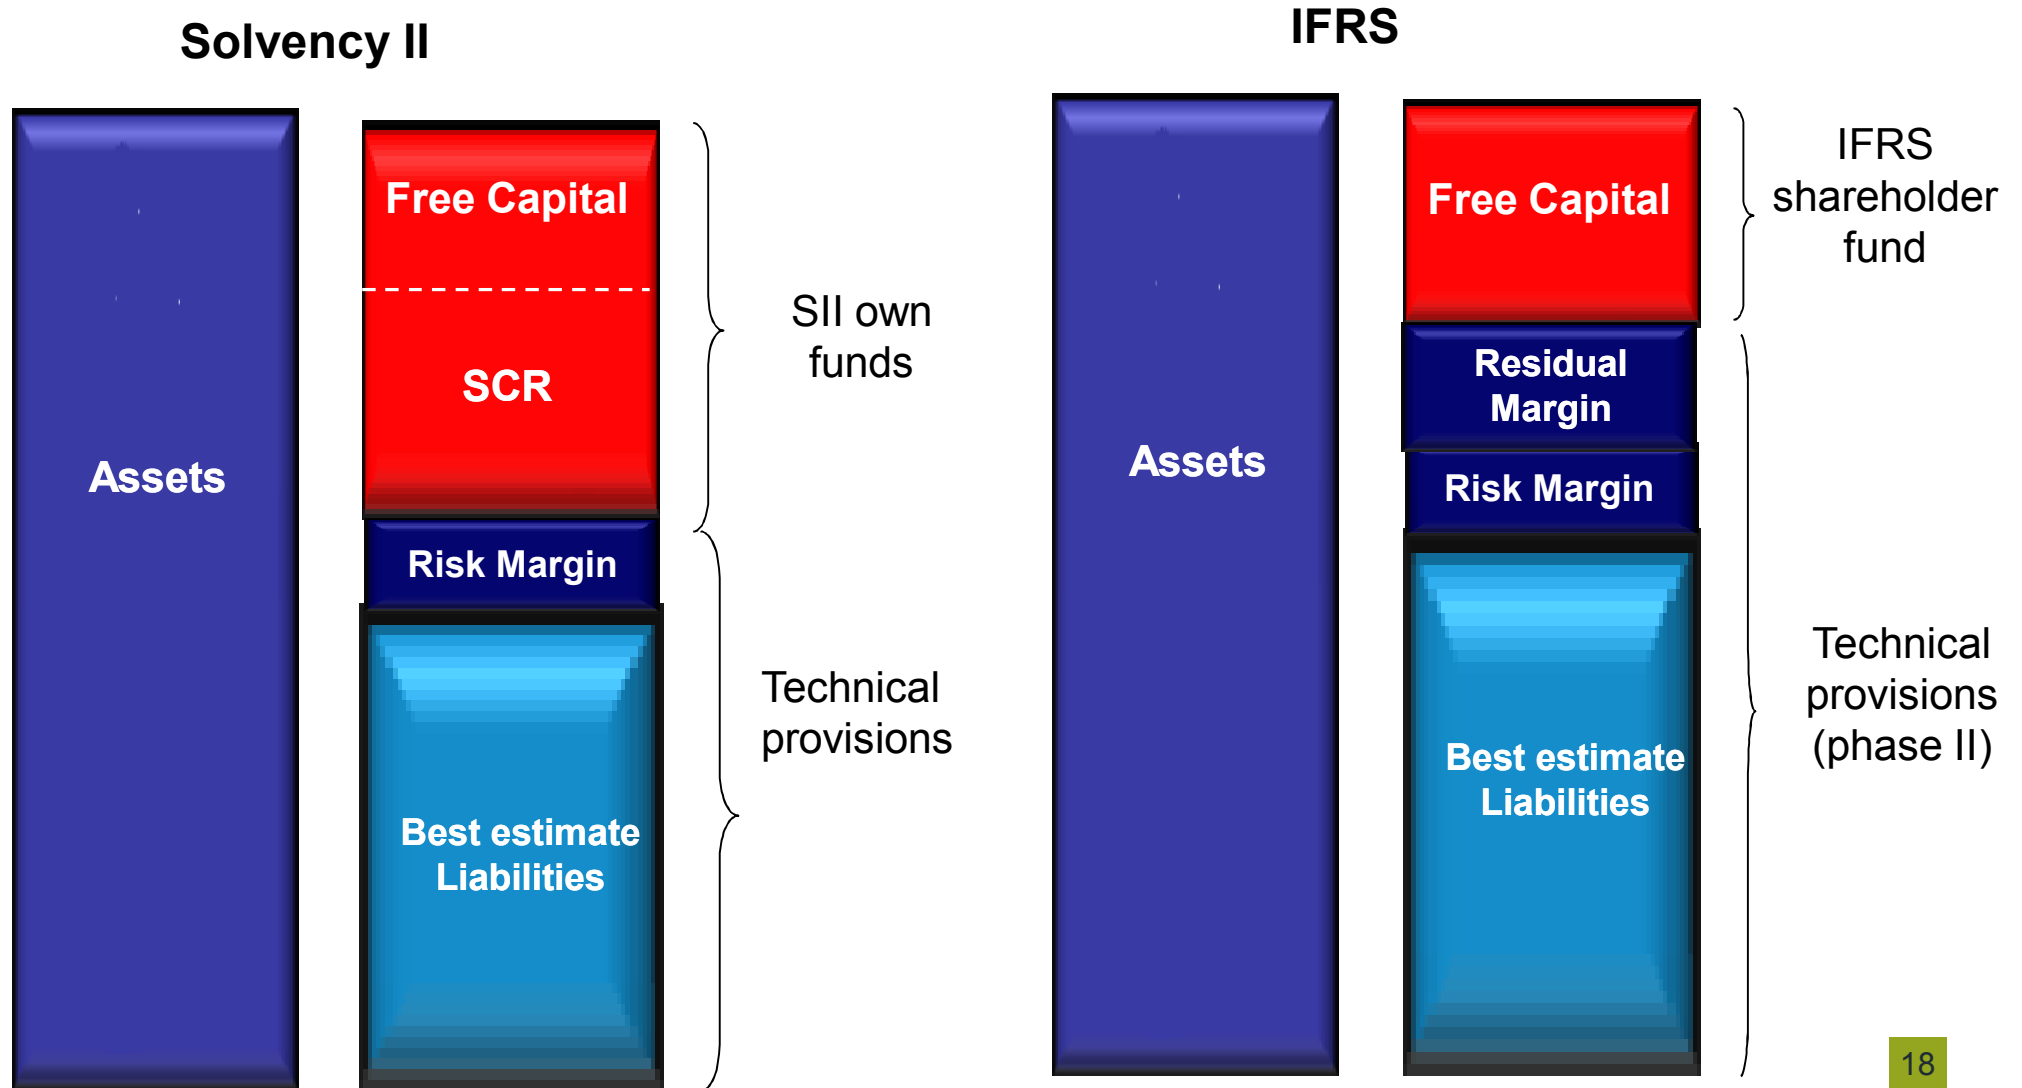 Solvency II
Assets
Free Capital
SCR
Risk Margin
Best estimate
Liabilities
SII own
funds
Technical
provisions
IFRS
Assets
Free Capital
Residual
Margin
Risk Margin
Best estimate
Liabilities
IFRS
shareholder
fund
Technical
provisions
(phase II)
18